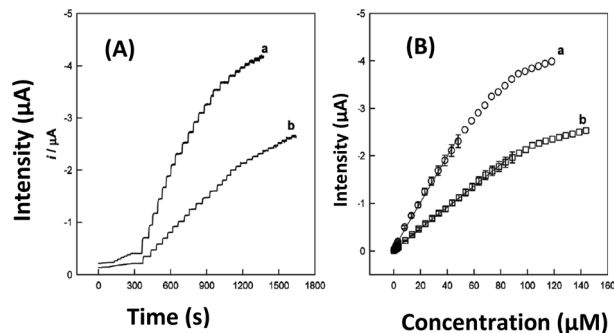 -5
(A)
a
-4
-3
b
-2
-1
0
Intensity (µA)
i / µA
0 300 600 900 1200 1500 1800
Time (s)
-5
(B)
a
-4
-3
b
-2
-1
0
Intensity (µA)
0 20 40 60 80 100 120 140 160
Concentration (µM)